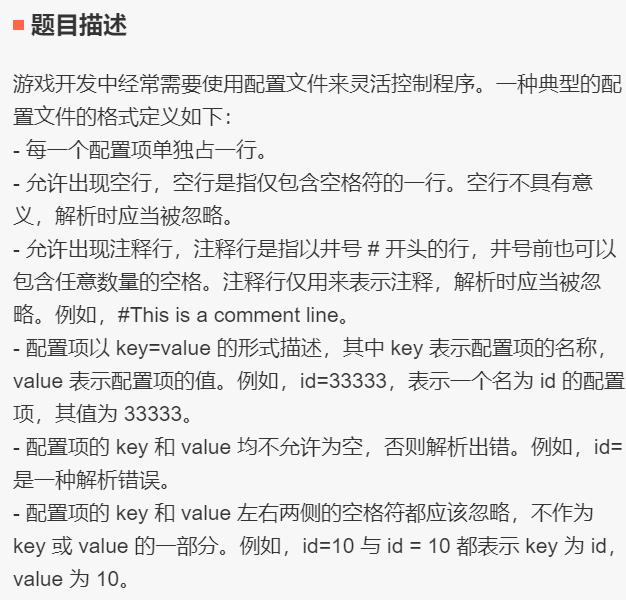 题目描述
游戏开发中经常需要使用配置文件来灵活控制程序。一种典型的配
置文件的格式定义如下：
- 每一个配置项单独占一行。
- 允许出现空行，空行是指仅包含空格符的一行。空行不具有意
义，解析时应当被忽略。
- 允许出现注释行，注释行是指以井号 # 开头的行，井号前也可以
包含任意数量的空格。注释行仅用来表示注释，解析时应当被忽
略。例如，#This is a comment line。
- 配置项以 key=value 的形式描述，其中 key 表示配置项的名称，
value 表示配置项的值。例如，id=33333，表示一个名为 id 的配置
项，其值为 33333。
- 配置项的 key 和 value 均不允许为空，否则解析出错。例如，id=
是一种解析错误。
- 配置项的 key 和 value 左右两侧的空格符都应该忽略，不作为
key 或 value 的一部分。例如，id=10 与 id = 10 都表示 key 为 id，
value 为 10。